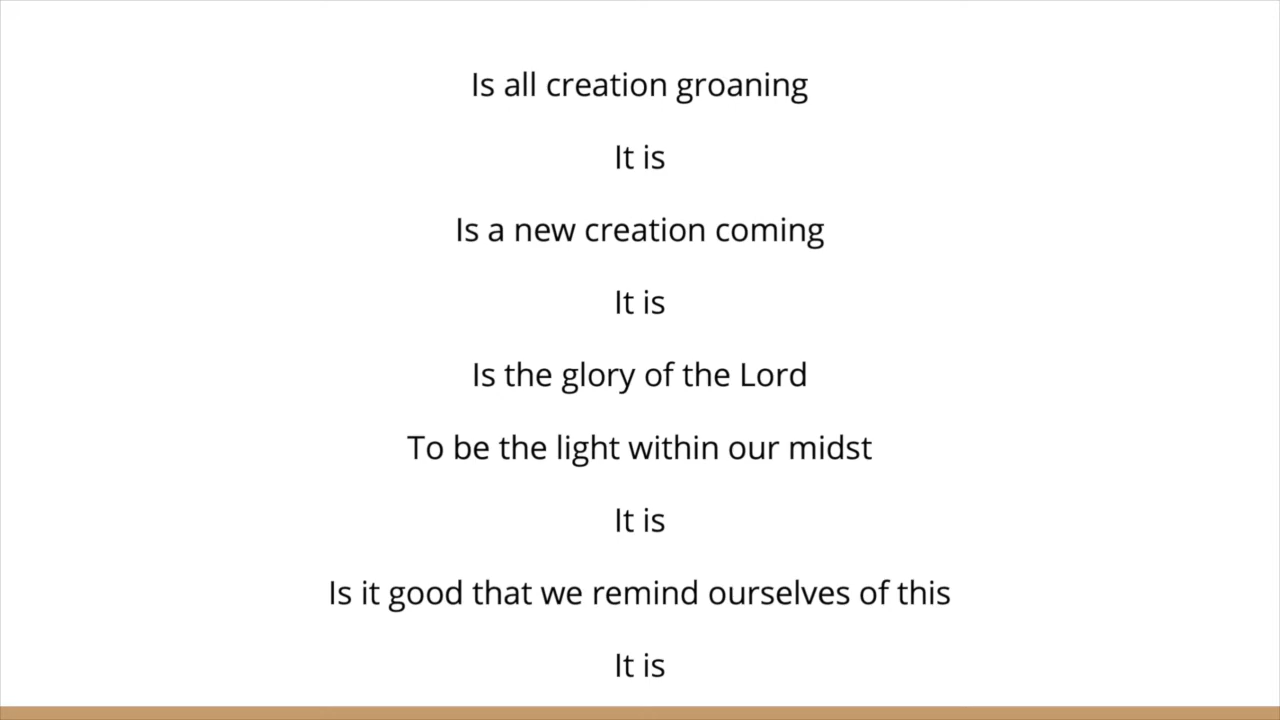 Is all creation groaning
It is
Is a new creation coming
It is
Is the glory of the Lord
To be the light within our midst
It is
Is it good that we remind ourselves of this
It is